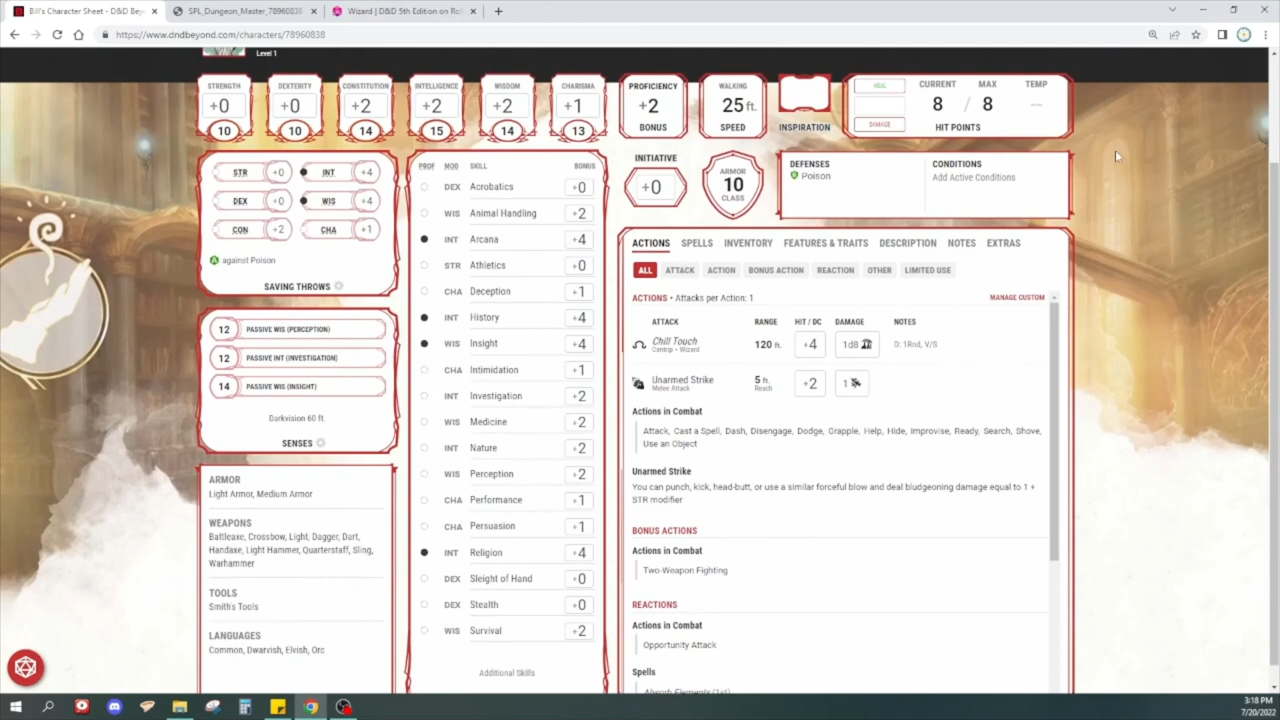 Bill's Character Sheet - D&D Bey
SPL_Dungeon_Master_78960838
Wizard | D&D 5th Edition on Rol
https://www.dndbeyond.com/characters/78960838
Level 1
STRENGTH
+0
10
DEXTERITY
+0
10
CONSTITUTION
+2
14
INTELLIGENCE
+2
15
WISDOM
+2
14
CHARISMA
+1
13
PROFICIENCY
+2
BONUS
WALKING
25 ft.
SPEED
INSPIRATION
HEAL
DAMAGE
CURRENT MAX TEMP
8 / 8 --
HIT POINTS
STR +0 INT +4
DEX +0 WIS +4
CON +2 CHA +1
against Poison
SAVING THROWS
12 PASSIVE WIS (PERCEPTION)
12 PASSIVE INT (INVESTIGATION)
14 PASSIVE WIS (INSIGHT)
Darkvision 60 ft.
SENSES
ARMOR
Light Armor, Medium Armor
WEAPONS
Battleaxe, Crossbow, Light, Dagger, Dart,
Handaxe, Light Hammer, Quarterstaff, Sling,
Warhammer
TOOLS
Smith's Tools
LANGUAGES
Common, Dwarvish, Elvish, Orc
PROF MOD SKILL BONUS
DEX Acrobatics +0
WIS Animal Handling +2
INT Arcana +4
STR Athletics +0
CHA Deception +1
INT History +4
WIS Insight +4
CHA Intimidation +1
INT Investigation +2
WIS Medicine +2
INT Nature +2
WIS Perception +2
CHA Performance +1
CHA Persuasion +1
INT Religion +4
DEX Sleight of Hand +0
DEX Stealth +0
WIS Survival +2
Additional Skills
INITIATIVE
+0
ARMOR
10
CLASS
DEFENSES
Poison
CONDITIONS
Add Active Conditions
ACTIONS SPELLS INVENTORY FEATURES & TRAITS DESCRIPTION NOTES EXTRAS
ALL ATTACK ACTION BONUS ACTION REACTION OTHER LIMITED USE
ACTIONS • Attacks per Action: 1 MANAGE CUSTOM
ATTACK RANGE HIT / DC DAMAGE NOTES
Chill Touch 120 ft. +4 1d8 D: 1Rnd, V/S
Cantrip • Wizard
Unarmed Strike 5 ft. +2 1
Melee Attack Reach
Actions in Combat
Attack, Cast a Spell, Dash, Disengage, Dodge, Grapple, Help, Hide, Improvise, Ready, Search, Shove,
Use an Object
Unarmed Strike
You can punch, kick, head-butt, or use a similar forceful blow and deal bludgeoning damage equal to 1 +
STR modifier
BONUS ACTIONS
Actions in Combat
Two-Weapon Fighting
REACTIONS
Actions in Combat
Opportunity Attack
Spells
Absorb Elements (1st)
3:18 PM
7/20/2022